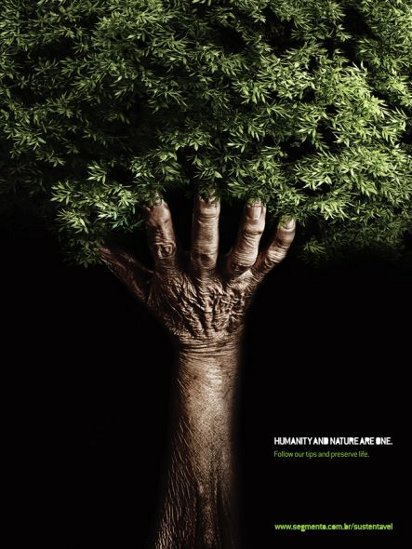 HUMANITY AND NATURE ARE ONE.
Follow our tips and preserve life.
www.segmento.com.br/sustentavel